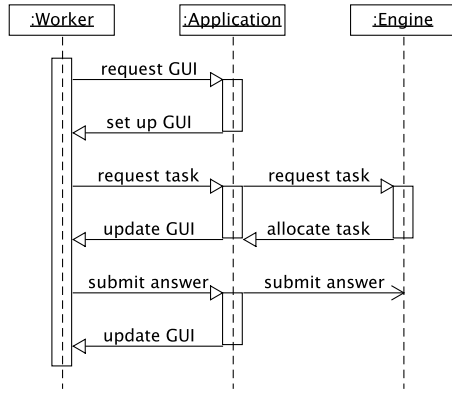 :Worker :Application :Engine
request GUI
set up GUI
request task request task
update GUI allocate task
submit answer submit answer
update GUI